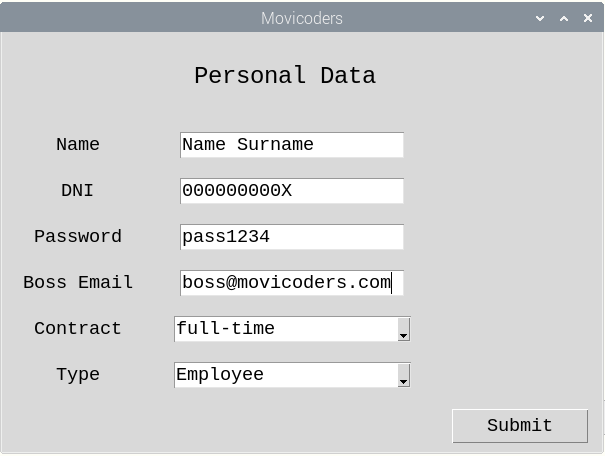 Movicoders
Personal Data
Name Name Surname
DNI 000000000X
Password pass1234
Boss Email boss@movicoders.com
Contract full-time
Type Employee
Submit